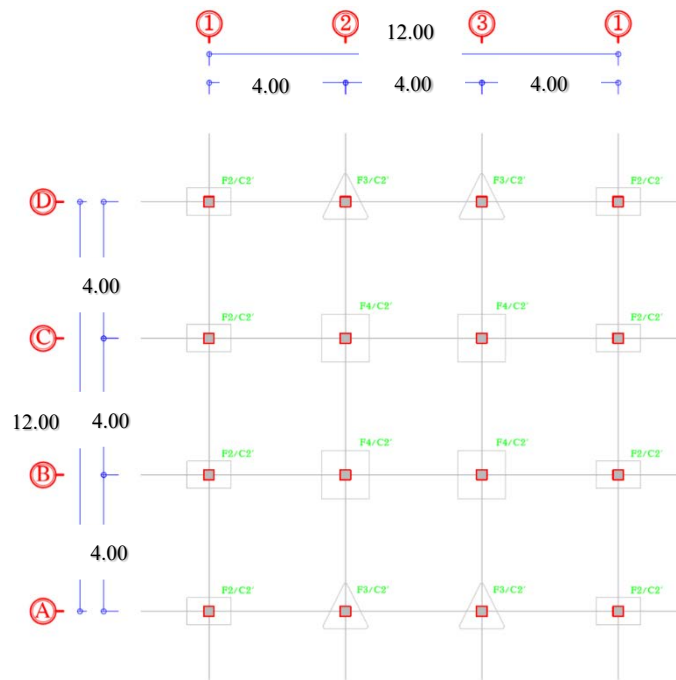 1 2 3 1
12.00
4.00 4.00 4.00
F2/C2' F3/C2' F3/C2' F2/C2'
D
4.00
F2/C2' F4/C2' F4/C2' F2/C2'
C
12.00 4.00
F2/C2' F4/C2' F4/C2' F2/C2'
B
4.00
F2/C2' F3/C2' F3/C2' F2/C2'
A